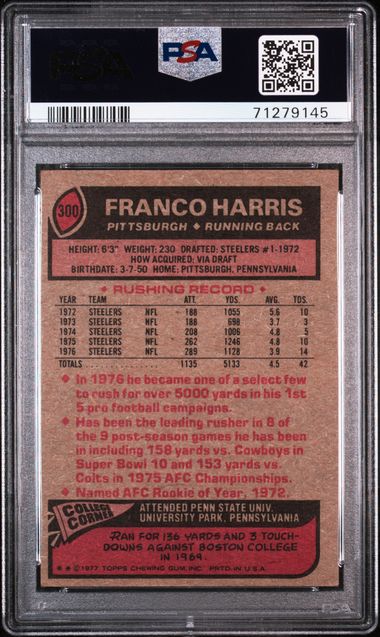 PSA
PSA
71279145
300
FRANCO HARRIS
PITTSBURGH ♦ RUNNING BACK
HEIGHT: 6'3" WEIGHT: 230 DRAFTED: STEELERS #1-1972
HOW ACQUIRED: VIA DRAFT
BIRTHDATE: 3-7-50 HOME: PITTSBURGH, PENNSYLVANIA
♦ RUSHING RECORD ♦
YEAR TEAM ATT. YDS. AVG. TDS.
1972 STEELERS NFL 188 1055 5.6 10
1973 STEELERS NFL 188 698 3.7 3
1974 STEELERS NFL 208 1006 4.8 5
1975 STEELERS NFL 262 1246 4.8 10
1976 STEELERS NFL 289 1128 3.9 14
TOTALS 1135 5133 4.5 42
♦ In 1976 he became one of a select few
to rush for over 5000 yards in his 1st
5 pro football campaigns.
♦ Has been the leading rusher in 8 of
the 9 post-season games he has been
in including 158 yards vs. Cowboys in
Super Bowl 10 and 153 yards vs.
Colts in 1975 AFC Championships.
♦ Named AFC Rookie of Year, 1972.
COLLEGE CORNER
ATTENDED PENN STATE UNIV.
UNIVERSITY PARK, PENNSYLVANIA
RAN FOR 136 YARDS AND 3 TOUCH-
DOWNS AGAINST BOSTON COLLEGE
IN 1969.
** © 1977 TOPPS CHEWING GUM, INC. PRTD. IN U.S.A.
PSA